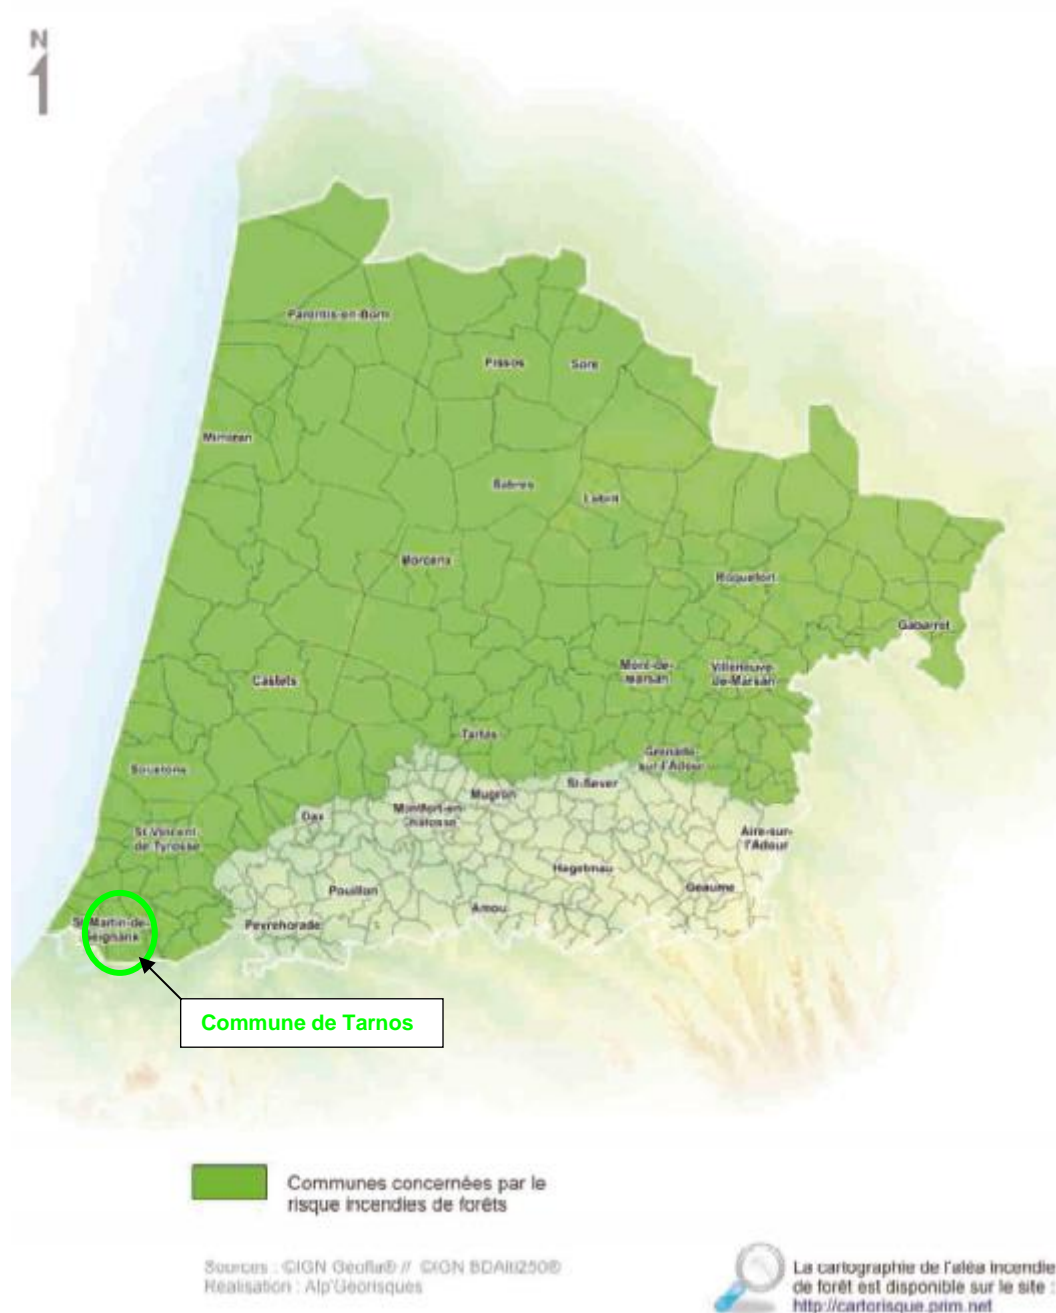 N
Parentis-en-Born
Pissos
Sore
Mimizan
Sabres
Labrit
Morcenx
Roquefort
Gabarret
Castets
Mont-de-
marsan
Villeneuve-
de-Marsan
Tartas
Grenade-
sur-l'Adour
Soustons
St-Sever
Mugron
Montfort-en-
Chalosse
Dax
St-Vincent-
de Tyrosse
Aire-sur-
l'Adour
Hagetmau
Geaune
Pouillon
Amou
Peyrehorade
St-Martin-de-
Seignanx
Commune de Tarnos
Communes concernées par le
risque incendies de forêts
Sources : ©IGN Geofla® // ©IGN BDAlti250®
Réalisation : Alp'Géorisques
La cartographie de l'aléa incendie
de forêt est disponible sur le site :
http://cartorisque.prim.net